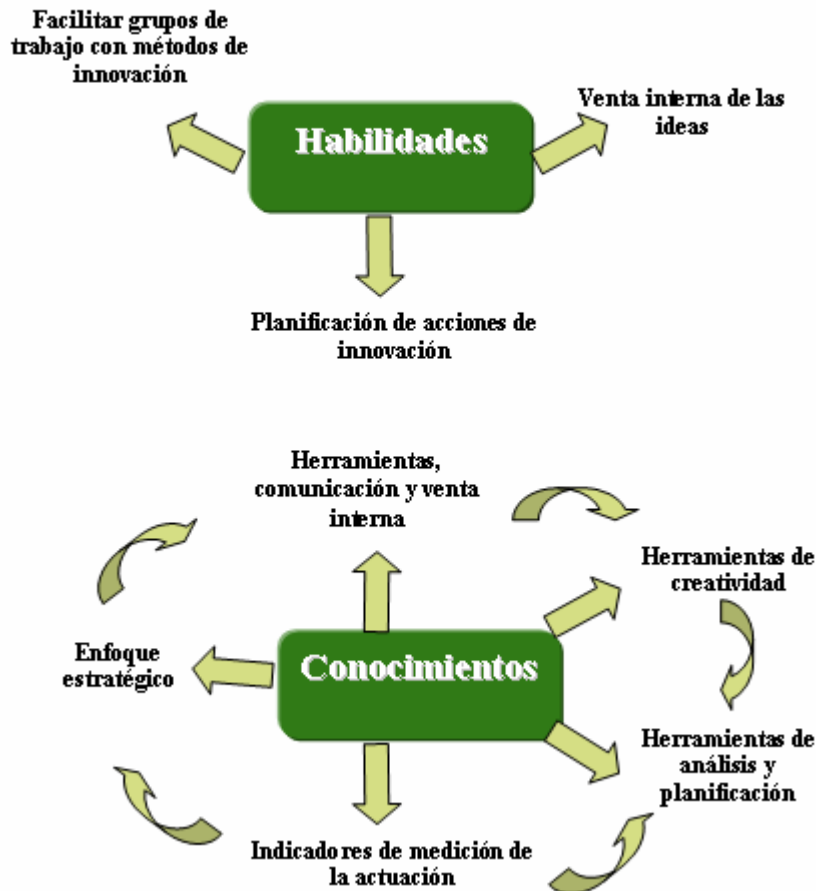 Facilitar grupos de
trabajo con métodos de
innovación
Habilidades
Venta interna de las
ideas
Planificación de acciones de
innovación
Herramientas,
comunicación y venta
interna
Herramientas de
creatividad
Enfoque
estratégico
Conocimientos
Herramientas de
análisis y
planificación
Indicadores de medición de
la actuación